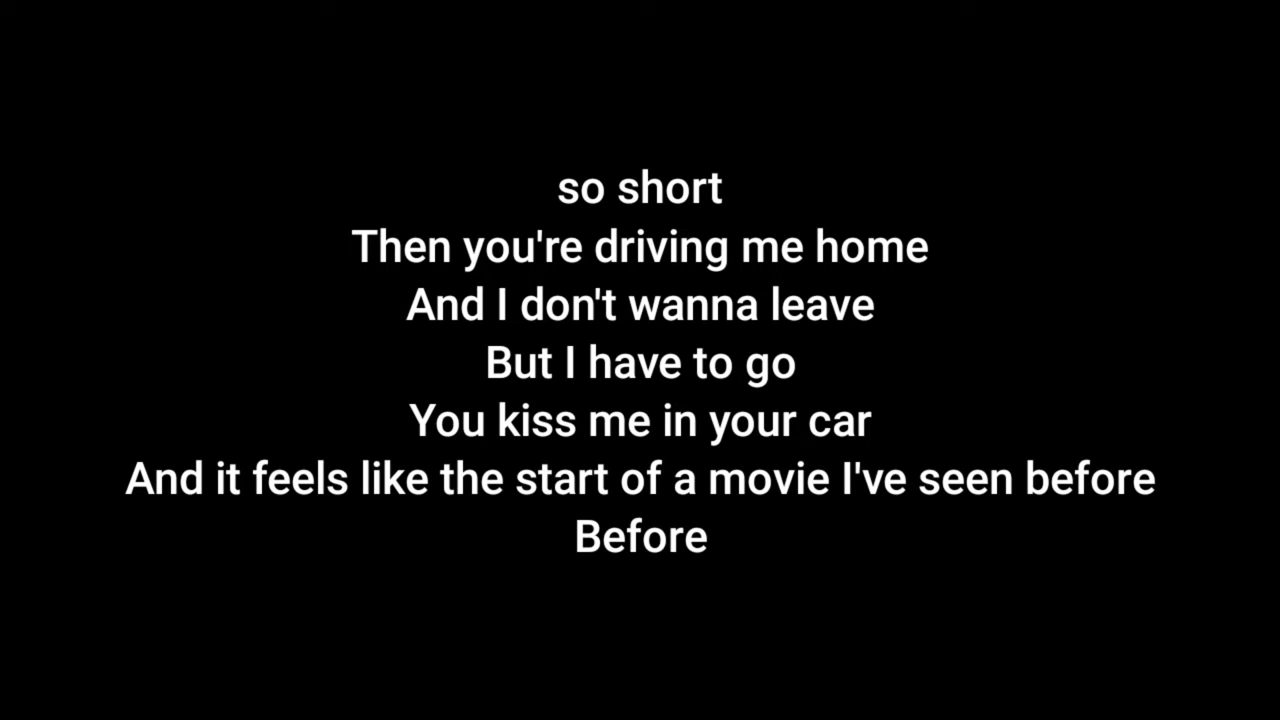 so short
Then you're driving me home
And I don't wanna leave
But I have to go
You kiss me in your car
And it feels like the start of a movie I've seen before
Before